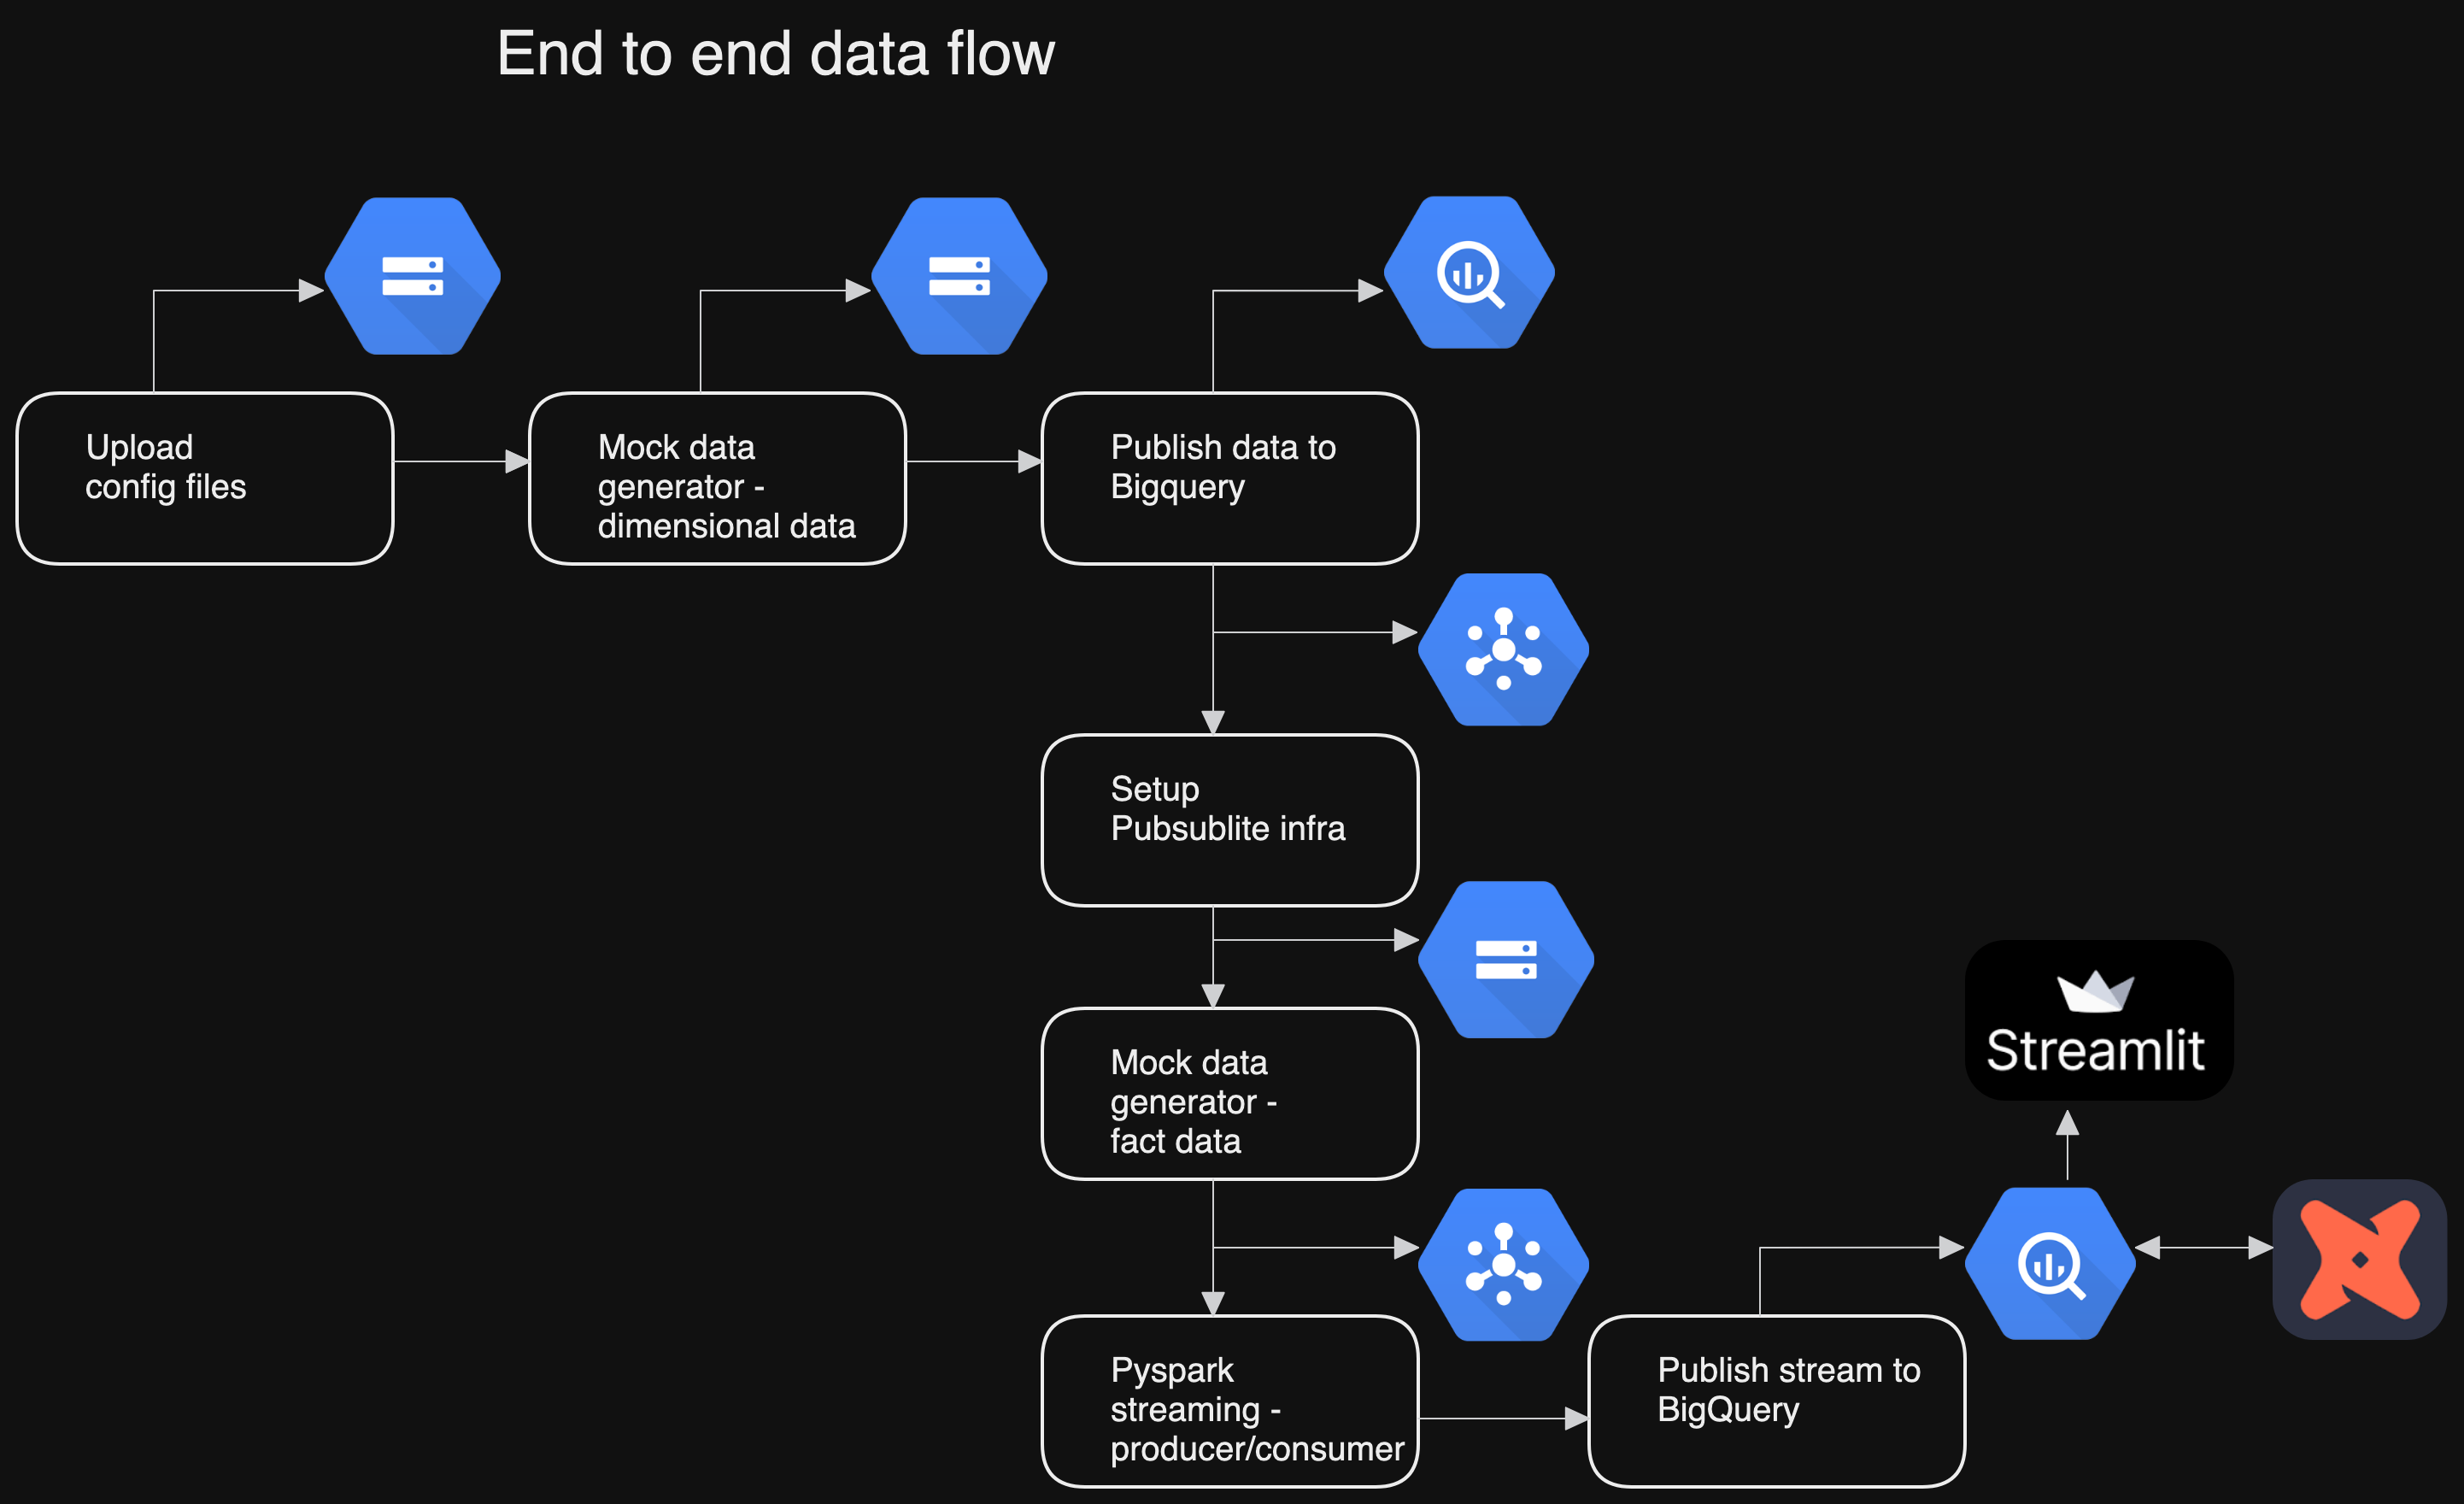 End to end data flow
Upload
config files
Mock data
generator -
dimensional data
Publish data to
Bigquery
Setup
Pubsublite infra
Mock data
generator -
fact data
Streamlit
Pyspark
streaming -
producer/consumer
Publish stream to
BigQuery